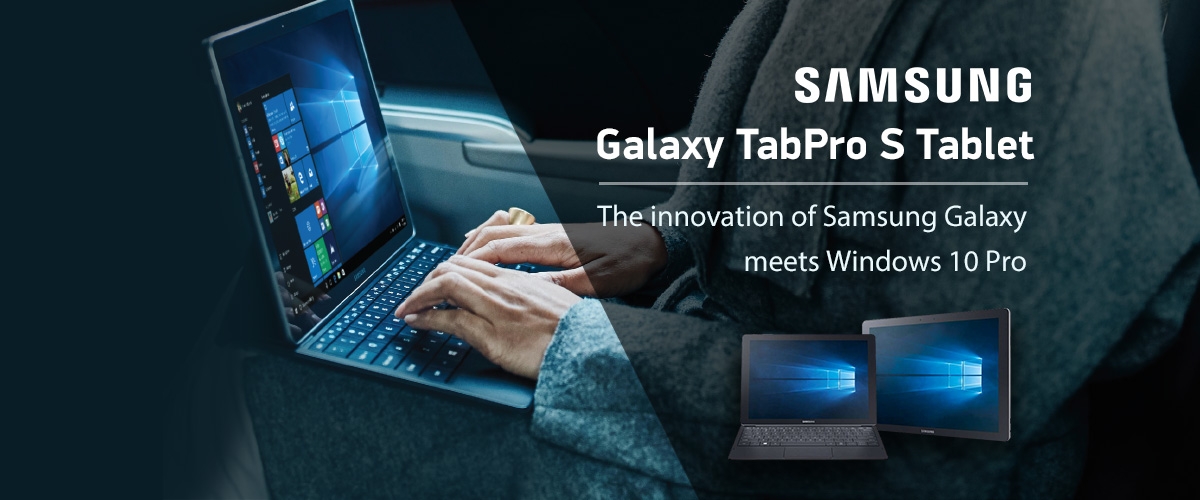 SAMSUNG
Galaxy TabPro S Tablet
The innovation of Samsung Galaxy
meets Windows 10 Pro